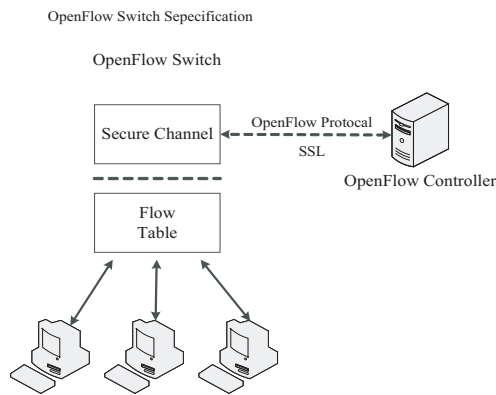 OpenFlow Switch Sepecification
OpenFlow Switch
Secure Channel
OpenFlow Protocal
SSL
OpenFlow Controller
Flow
Table